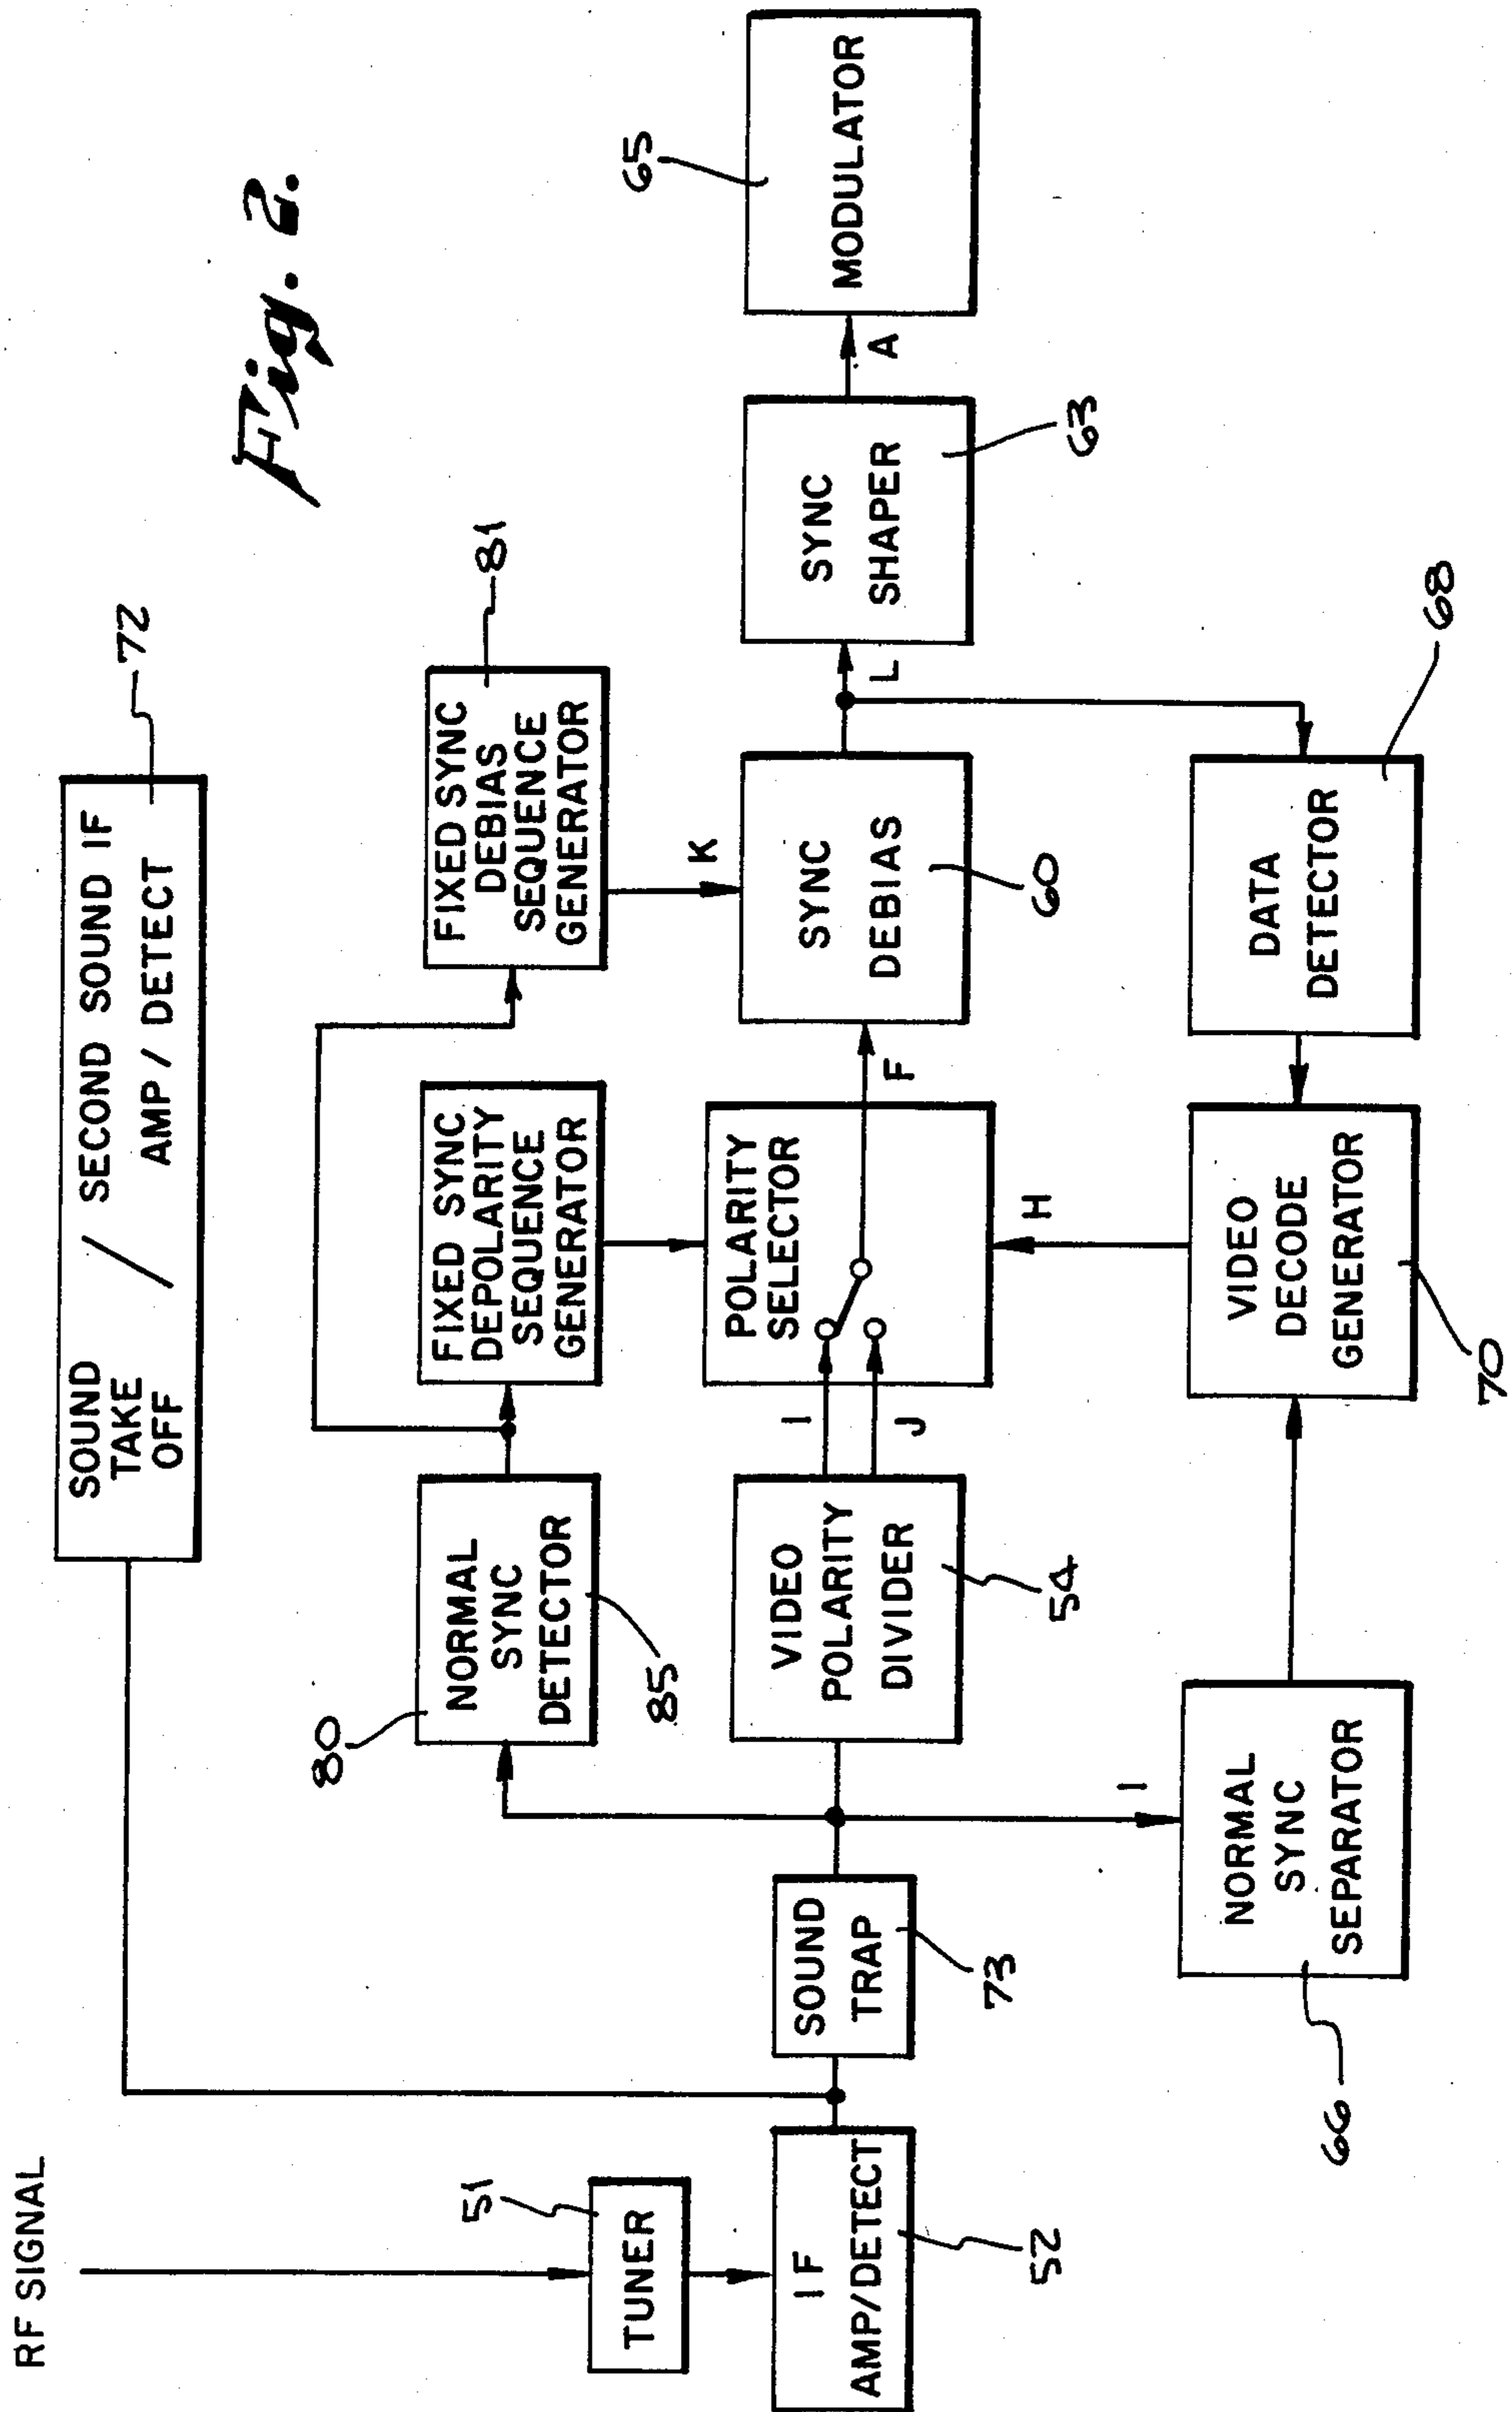 Fig. 2.
RF SIGNAL
SOUND
TAKE
OFF
/
SECOND SOUND IF
AMP/DETECT
72
51
TUNER
IF
AMP/DETECT
52
SOUND
TRAP
73
80
NORMAL
SYNC
DETECTOR
85
FIXED SYNC
DEPOLARITY
SEQUENCE
GENERATOR
FIXED SYNC
DEBIAS
SEQUENCE
GENERATOR
81
VIDEO
POLARITY
DIVIDER
54
I
J
POLARITY
SELECTOR
F
K
SYNC
DEBIAS
60
L
SYNC
SHAPER
63
A
MODULATOR
65
I
NORMAL
SYNC
SEPARATOR
66
H
VIDEO
DECODE
GENERATOR
70
DATA
DETECTOR
68